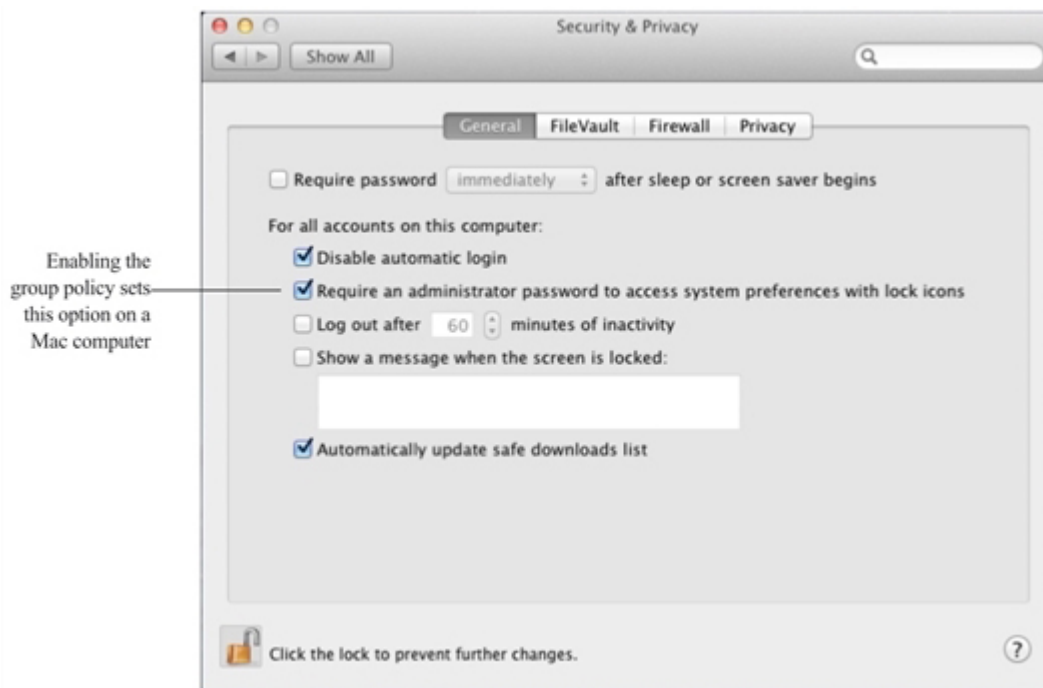 Security & Privacy
Show All
General FileVault Firewall Privacy
Require password immediately after sleep or screen saver begins
For all accounts on this computer:
Disable automatic login
Enabling the
group policy sets
this option on a
Mac computer
Require an administrator password to access system preferences with lock icons
Log out after 60 minutes of inactivity
Show a message when the screen is locked:
Automatically update safe downloads list
Click the lock to prevent further changes.
?